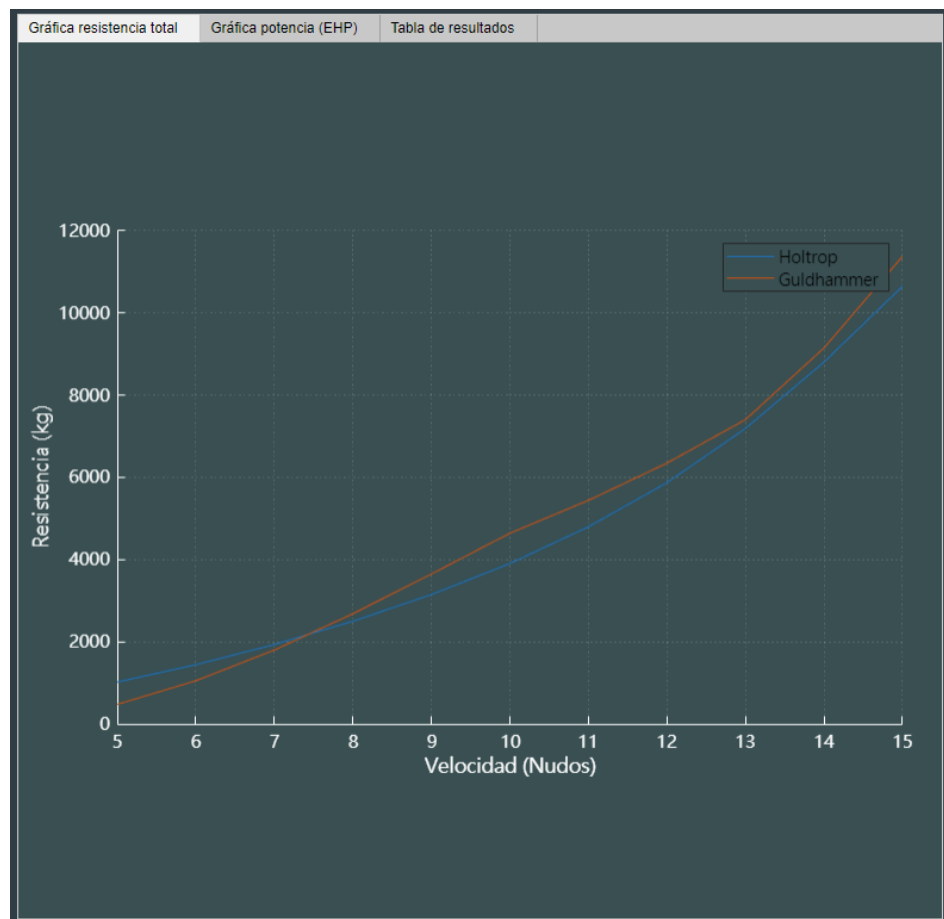 Gráfica resistencia total Gráfica potencia (EHP) Tabla de resultados
12000
Holtrop
Guldhammer
10000
8000
Resistencia (kg)
6000
4000
2000
0
5 6 7 8 9 10 11 12 13 14 15
Velocidad (Nudos)